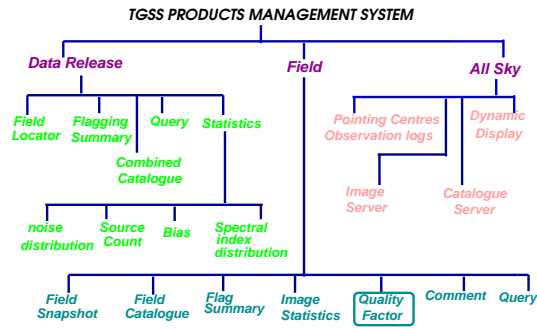 TGSS PRODUCTS MANAGEMENT SYSTEM
Data Release
Field
All Sky
Field
Locator
Flagging
Summary
Combined
Catalogue
Query
Statistics
Pointing Centres
Observation logs
Dynamic
Display
Image
Server
Catalogue
Server
noise
distribution
Source
Count
Bias
Spectral
index
distribution
Field
Snapshot
Field
Catalogue
Flag
Summary
Image
Statistics
Quality
Factor
Comment
Query